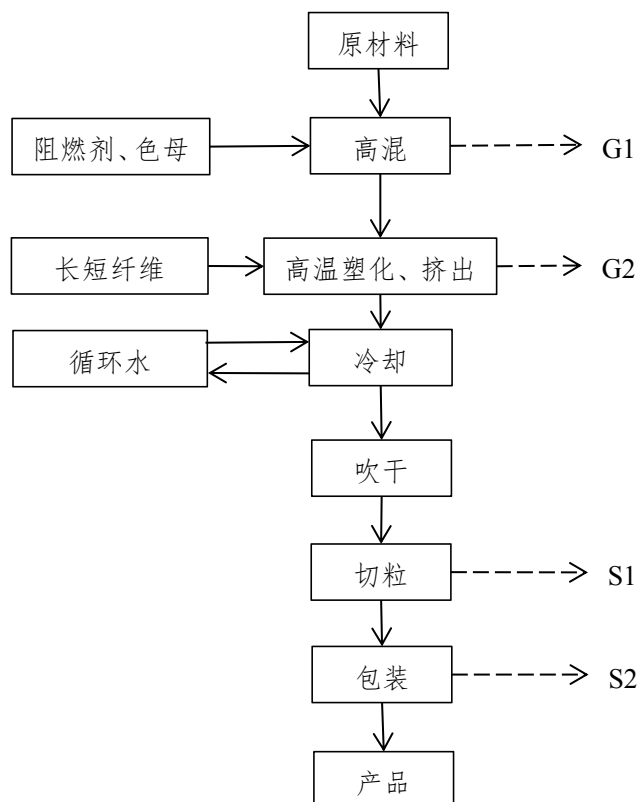 原材料
阻燃剂、色母
高混
G1
长短纤维
高温塑化、挤出
G2
循环水
冷却
吹干
切粒
S1
包装
S2
产品